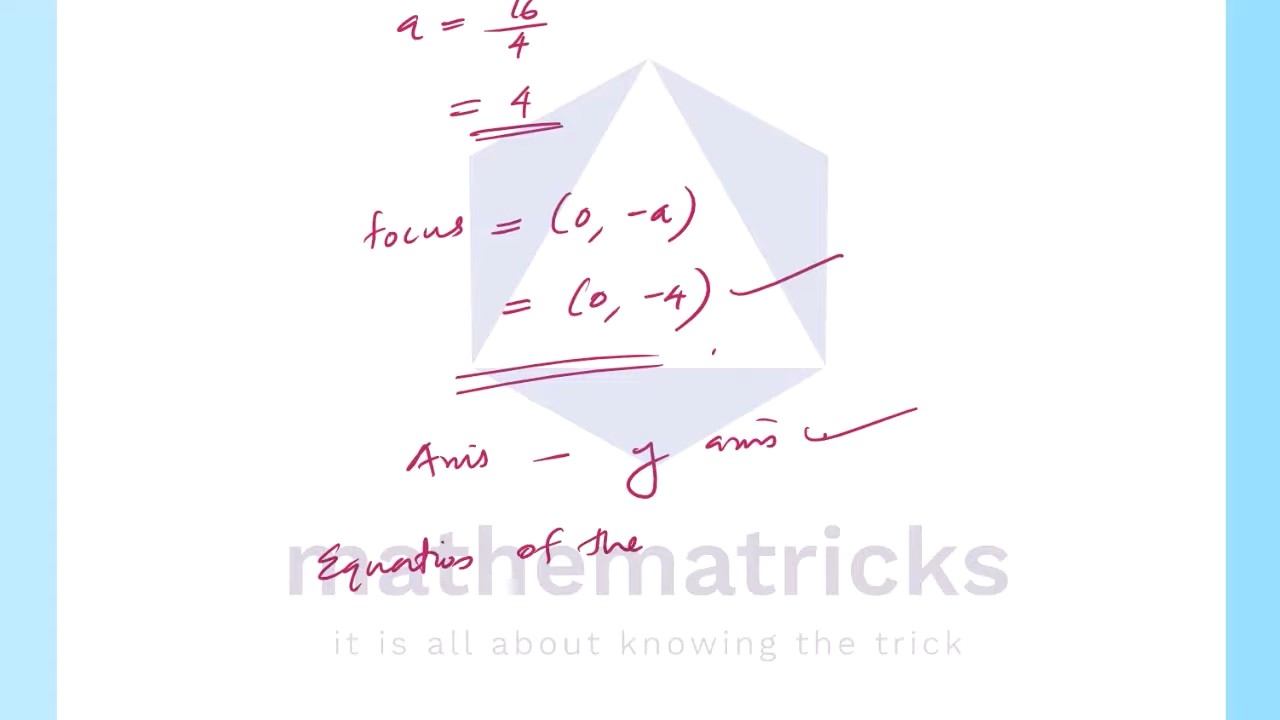 a = 16/4
= 4
focus = (0, -a)
= (0, -4)
Axis - y axis
Equation of the
mathematricks
it is all about knowing the trick